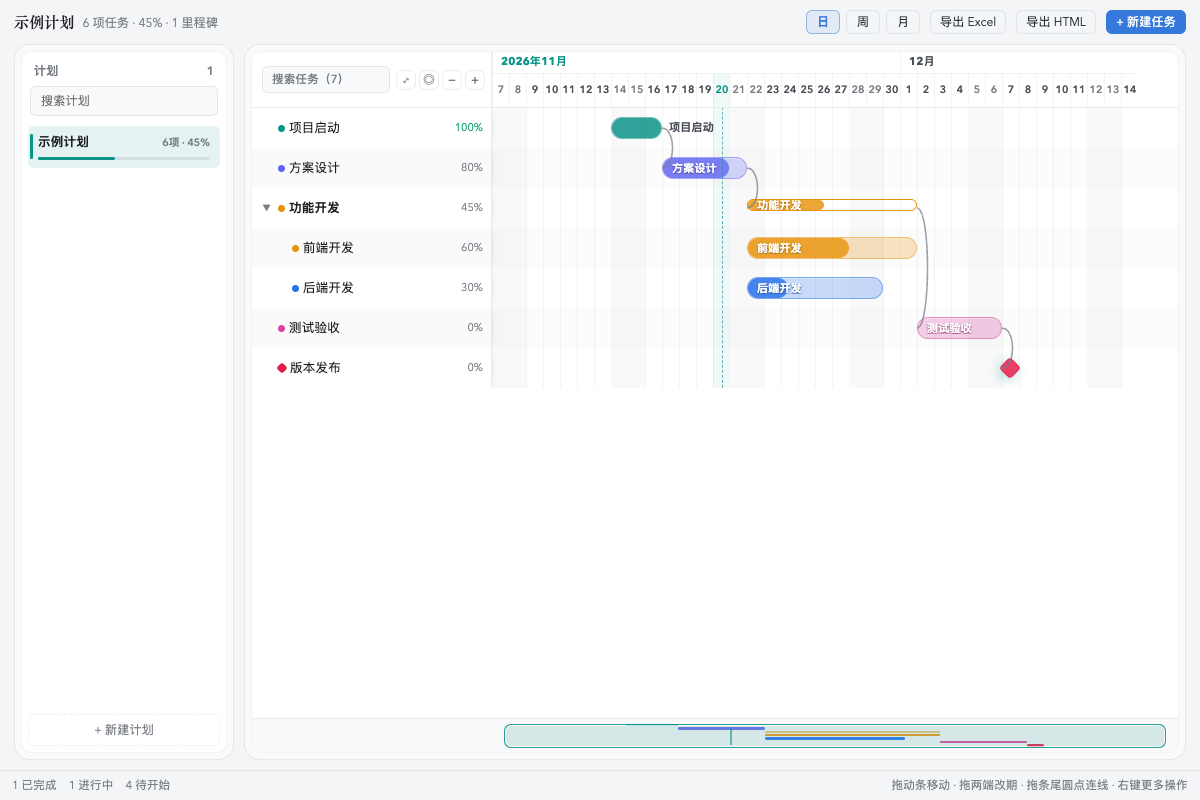 示例计划 6 项任务 · 45% · 1 里程碑
日 周 月 导出 Excel 导出 HTML + 新建任务
计划 1
搜索计划
示例计划 6项 · 45%
+ 新建计划
搜索任务（7）
2026年11月 12月
7 8 9 10 11 12 13 14 15 16 17 18 19 20 21 22 23 24 25 26 27 28 29 30 1 2 3 4 5 6 7 8 9 10 11 12 13 14
项目启动 100% 项目启动
方案设计 80% 方案设计
功能开发 45% 功能开发
前端开发 60% 前端开发
后端开发 30% 后端开发
测试验收 0% 测试验收
版本发布 0%
1 已完成 1 进行中 4 待开始
拖动条移动 · 拖两端改期 · 拖条尾圆点连线 · 右键更多操作